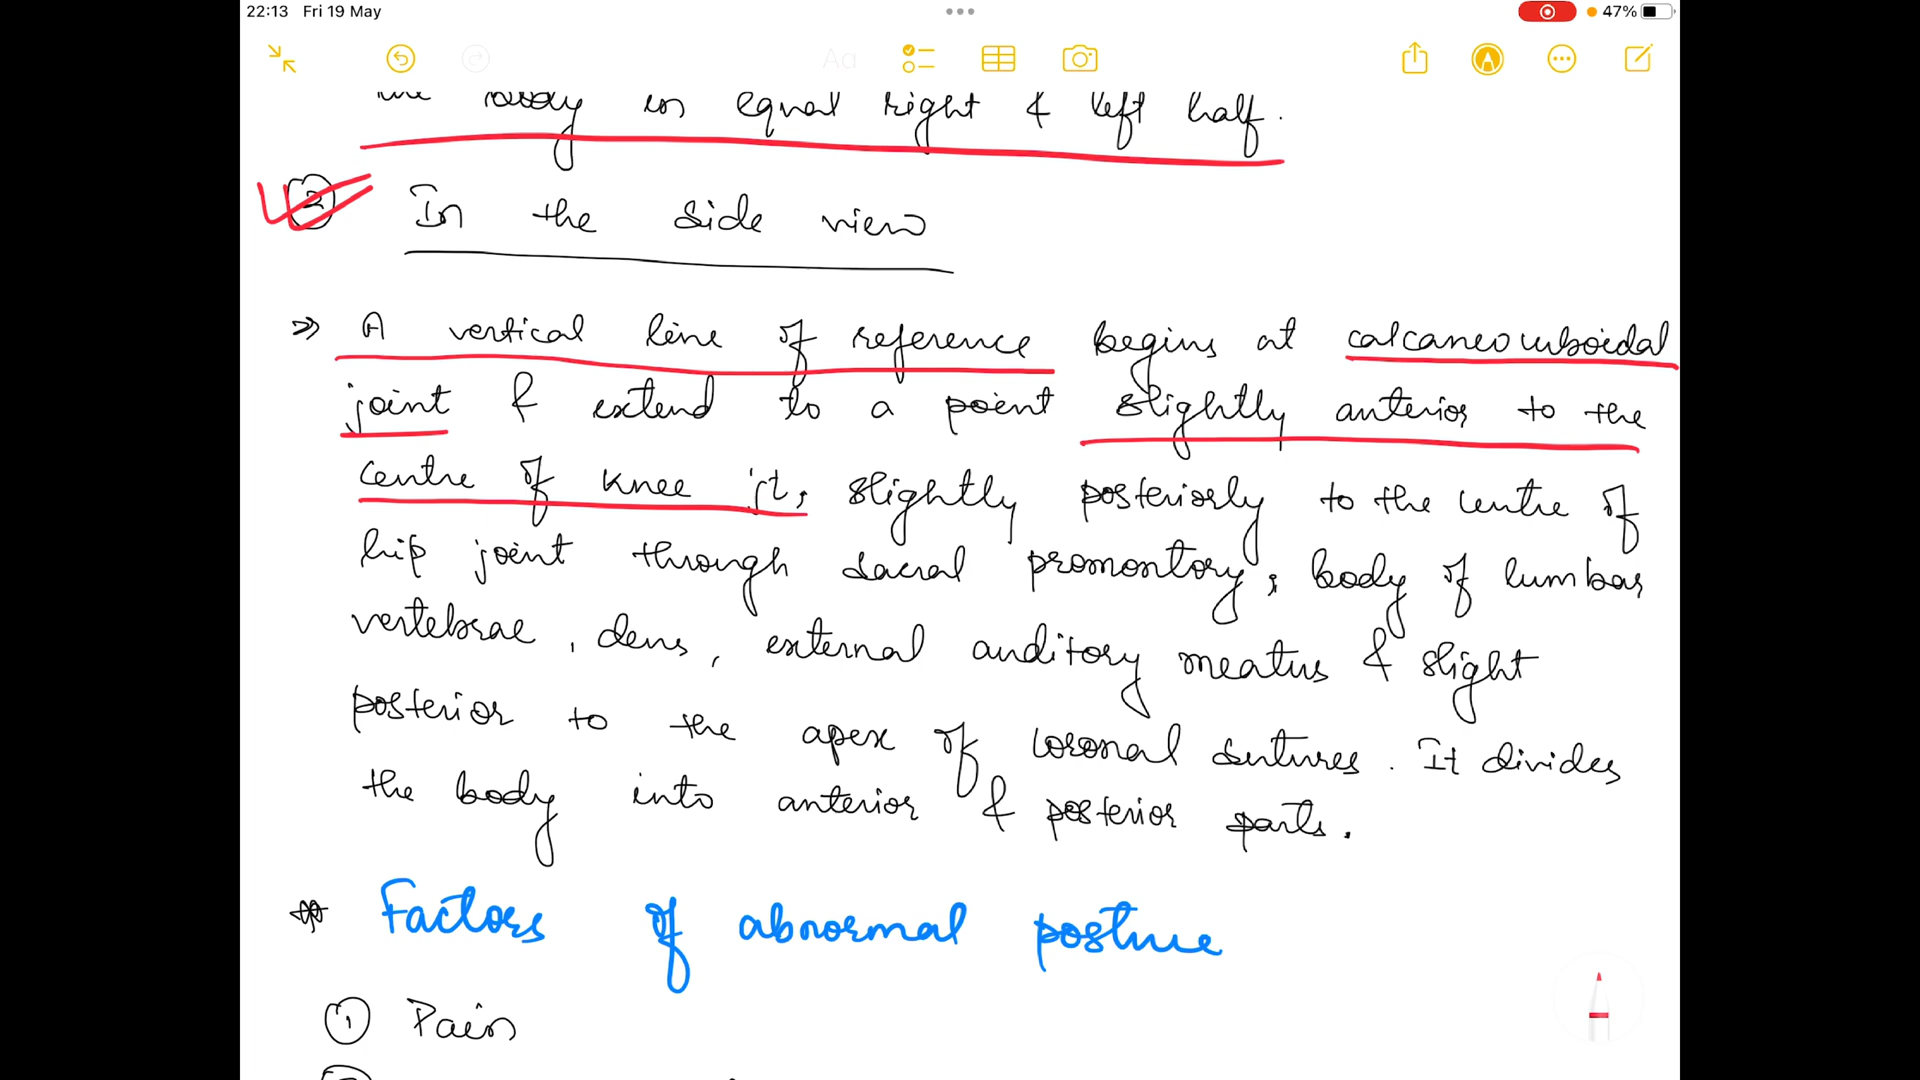 22:13 Fri 19 May
47%
Aa
the body in equal right & left half.
② In the side view
» A vertical line of reference begins at calcaneocuboidal
joint & extend to a point slightly anterior to the
centre of knee jt, slightly posteriorly to the centre of
hip joint through sacral promontory, body of lumbar
vertebrae, dens, external auditory meatus & slight
posterior to the apex of coronal sutures. It divides
the body into anterior & posterior parts.
Factors of abnormal posture
① Pain